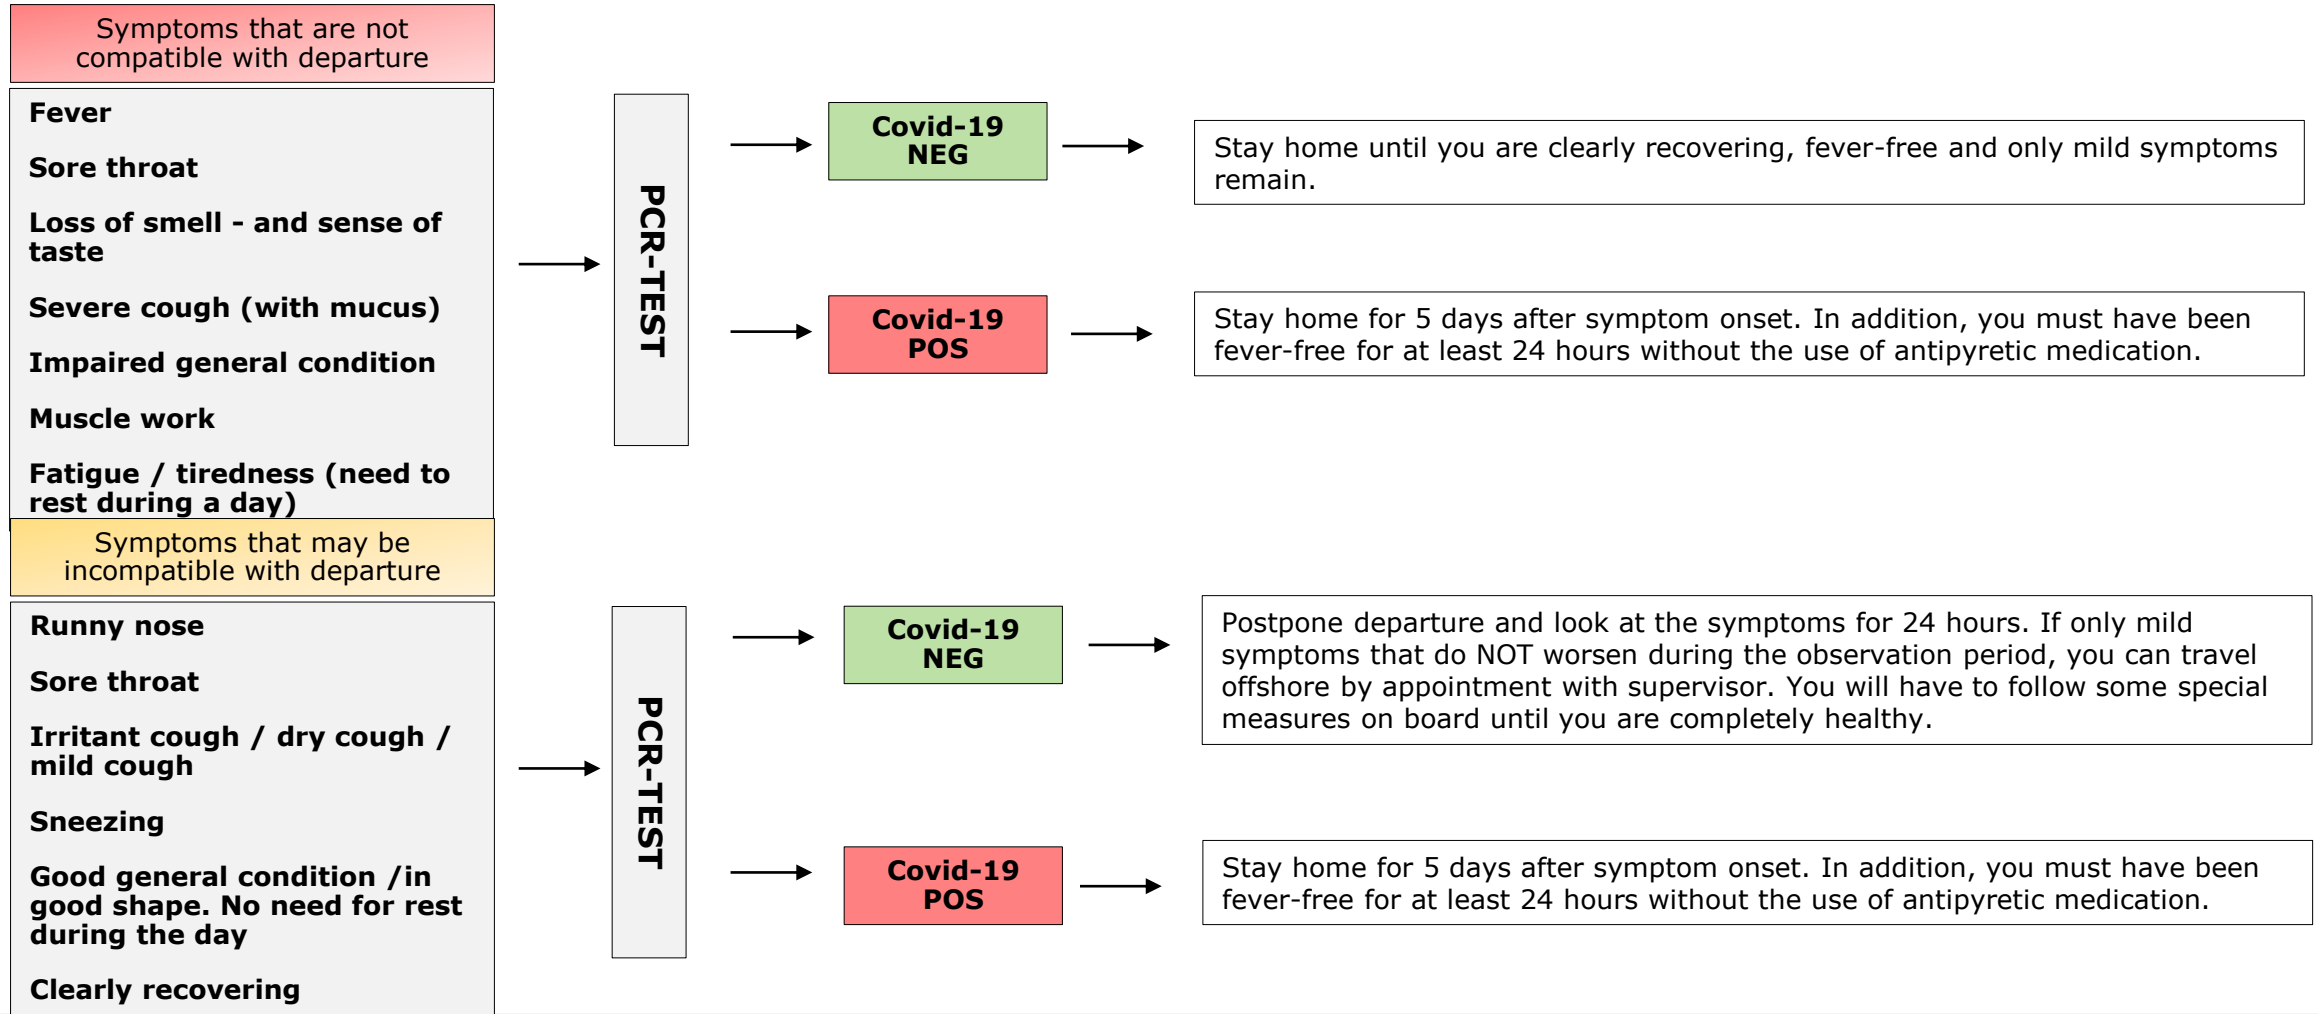 Symptoms that are not
compatible with departure
Fever
Sore throat
Loss of smell - and sense of
taste
Severe cough (with mucus)
Impaired general condition
Muscle work
Fatigue / tiredness (need to
rest during a day)
PCR-TEST
Covid-19
NEG
Stay home until you are clearly recovering, fever-free and only mild symptoms
remain.
Covid-19
POS
Stay home for 5 days after symptom onset. In addition, you must have been
fever-free for at least 24 hours without the use of antipyretic medication.
Symptoms that may be
incompatible with departure
Runny nose
Sore throat
Irritant cough / dry cough /
mild cough
Sneezing
Good general condition /in
good shape. No need for rest
during the day
Clearly recovering
PCR-TEST
Covid-19
NEG
Postpone departure and look at the symptoms for 24 hours. If only mild
symptoms that do NOT worsen during the observation period, you can travel
offshore by appointment with supervisor. You will have to follow some special
measures on board until you are completely healthy.
Covid-19
POS
Stay home for 5 days after symptom onset. In addition, you must have been
fever-free for at least 24 hours without the use of antipyretic medication.